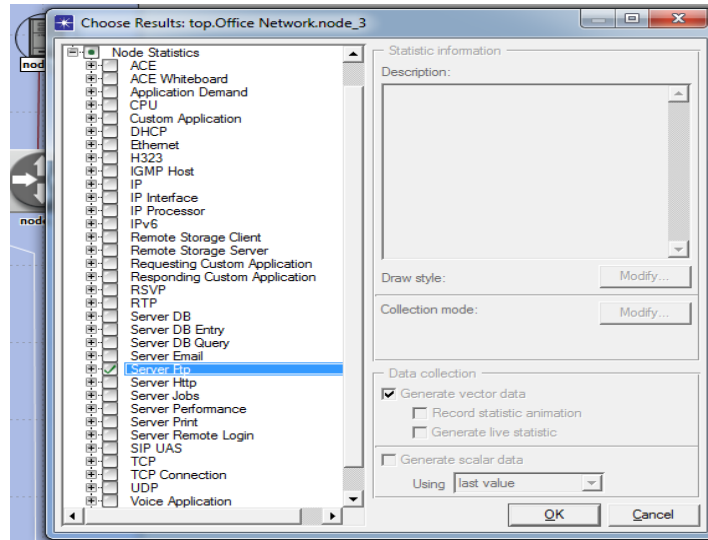 Choose Results: top.Office Network.node_3
nod
node
Node Statistics
ACE
ACE Whiteboard
Application Demand
CPU
Custom Application
DHCP
Ethernet
H323
IGMP Host
IP
IP Interface
IP Processor
IPv6
Remote Storage Client
Remote Storage Server
Requesting Custom Application
Responding Custom Application
RSVP
RTP
Server DB
Server DB Entry
Server DB Query
Server Email
Server Ftp
Server Http
Server Jobs
Server Performance
Server Print
Server Remote Login
SIP UAS
TCP
TCP Connection
UDP
Voice Application
Statistic information
Description:
Draw style:
Modify...
Collection mode:
Modify...
Data collection
Generate vector data
Record statistic animation
Generate live statistic
Generate scalar data
Using last value
OK
Cancel